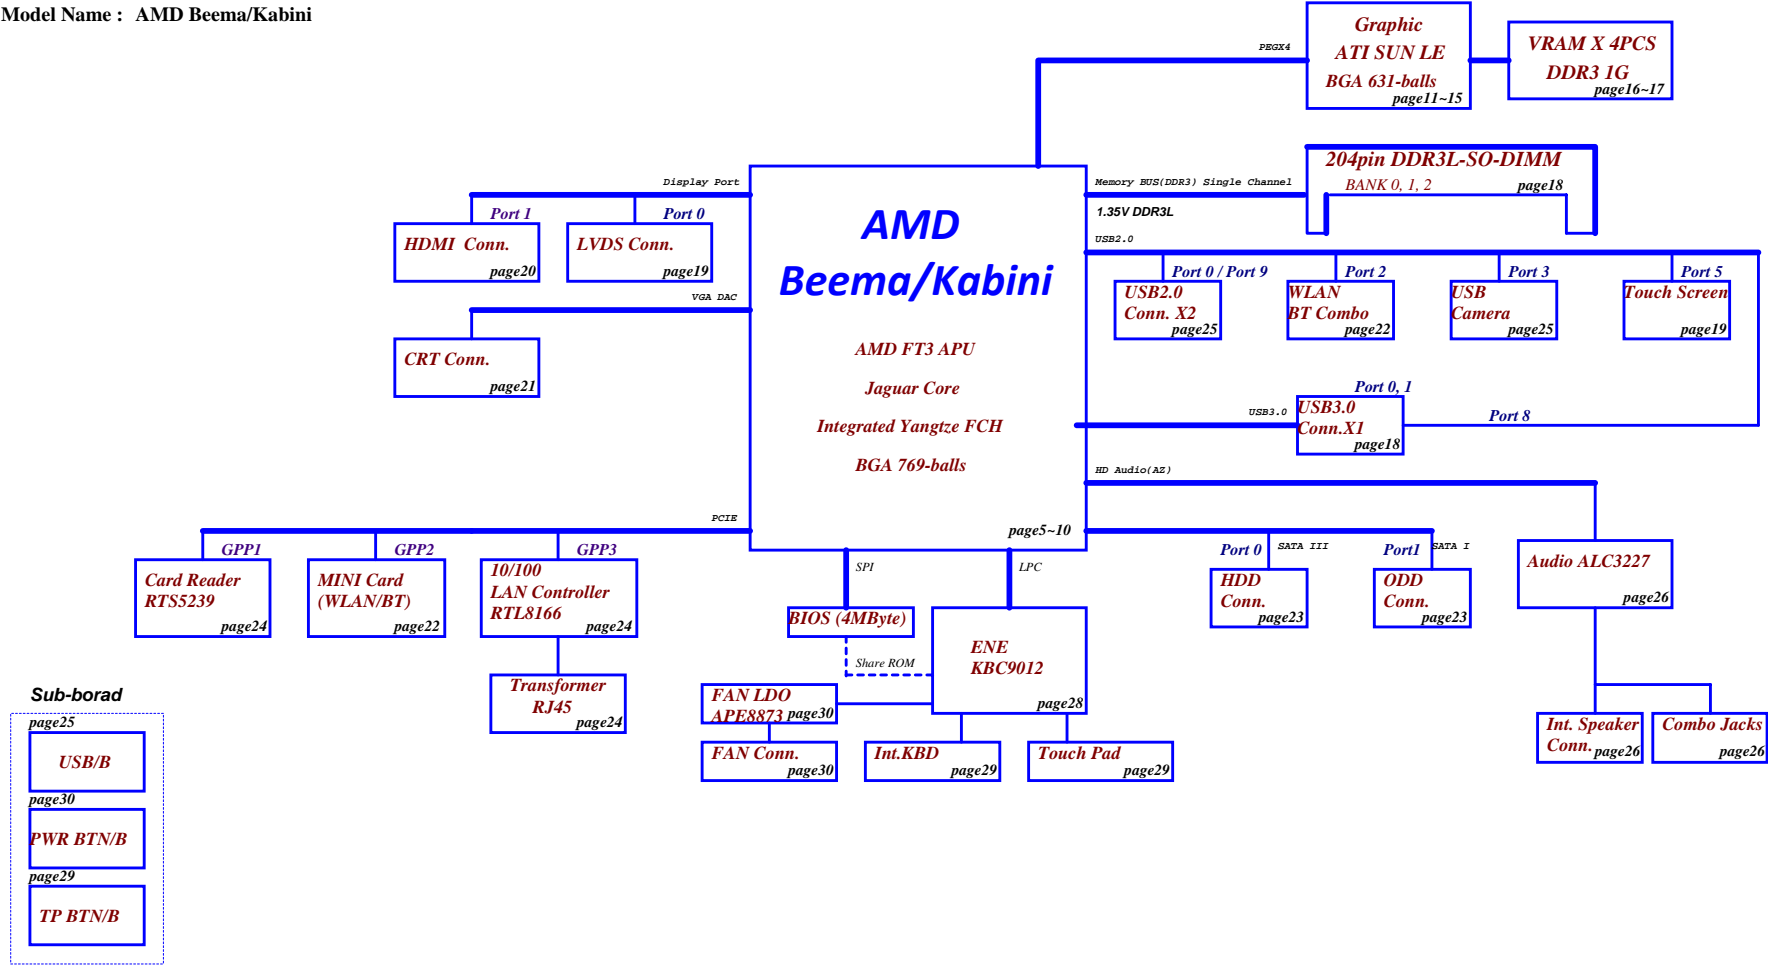 Model Name : AMD Beema/Kabini
PEGX4
Graphic
ATI SUN LE
BGA 631-balls
page11~15
VRAM X 4PCS
DDR3 1G
page16~17
Display Port
Port 1
Port 0
HDMI Conn.
page20
LVDS Conn.
page19
VGA DAC
CRT Conn.
page21
AMD
Beema/Kabini
AMD FT3 APU
Jaguar Core
Integrated Yangtze FCH
BGA 769-balls
page5~10
Memory BUS(DDR3) Single Channel
1.35V DDR3L
204pin DDR3L-SO-DIMM
BANK 0, 1, 2
page18
USB2.0
Port 0 / Port 9
USB2.0
Conn. X2
page25
Port 2
WLAN
BT Combo
page22
Port 3
USB
Camera
page25
Port 5
Touch Screen
page19
USB3.0
Port 0, 1
USB3.0
Conn.X1
page18
Port 8
HD Audio(AZ)
Audio ALC3227
page26
Int. Speaker
Conn.
page26
Combo Jacks
page26
Port 0
SATA III
HDD
Conn.
page23
Port1
SATA I
ODD
Conn.
page23
PCIE
GPP1
Card Reader
RTS5239
page24
GPP2
MINI Card
(WLAN/BT)
page22
GPP3
10/100
LAN Controller
RTL8166
page24
Transformer
RJ45
page24
SPI
BIOS (4MByte)
Share ROM
LPC
ENE
KBC9012
page28
FAN LDO
APE8873
page30
FAN Conn.
page30
Int.KBD
page29
Touch Pad
page29
Sub-borad
page25
USB/B
page30
PWR BTN/B
page29
TP BTN/B